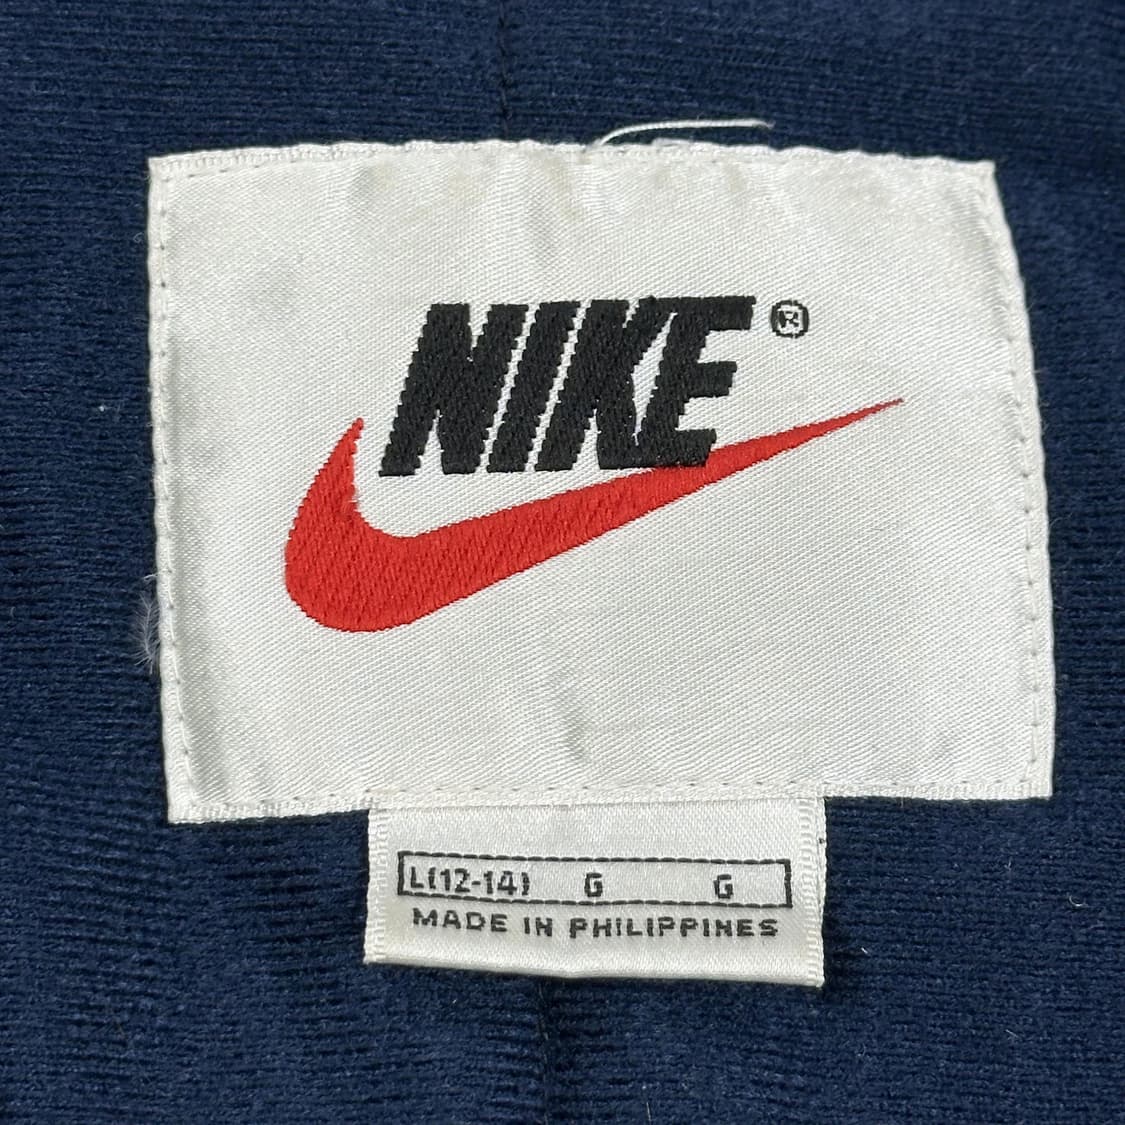 NIKE®
L(12-14) G G
MADE IN PHILIPPINES